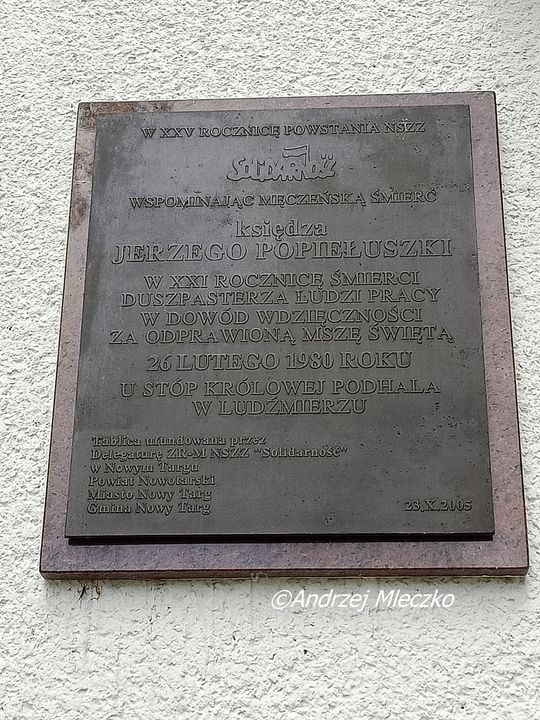 W XXV ROCZNICĘ POWSTANIA NSZZ
SOLIDARNOŚĆ
WSPOMINAJĄC MĘCZEŃSKĄ ŚMIERĆ
księdza
JERZEGO POPIEŁUSZKI
W XXI ROCZNICĘ ŚMIERCI
DUSZPASTERZA LUDZI PRACY
W DOWÓD WDZIĘCZNOŚCI
ZA ODPRAWIONĄ MSZĘ ŚWIĘTĄ
26 LUTEGO 1980 ROKU
U STÓP KRÓLOWEJ PODHALA
W LUDŹMIERZU
Tablica ufundowana przez
Delegaturę ZR-M NSZZ "Solidarność"
w Nowym Targu
Powiat Nowotarski
Miasto Nowy Targ
Gmina Nowy Targ
23.X.2005
©Andrzej Mleczko